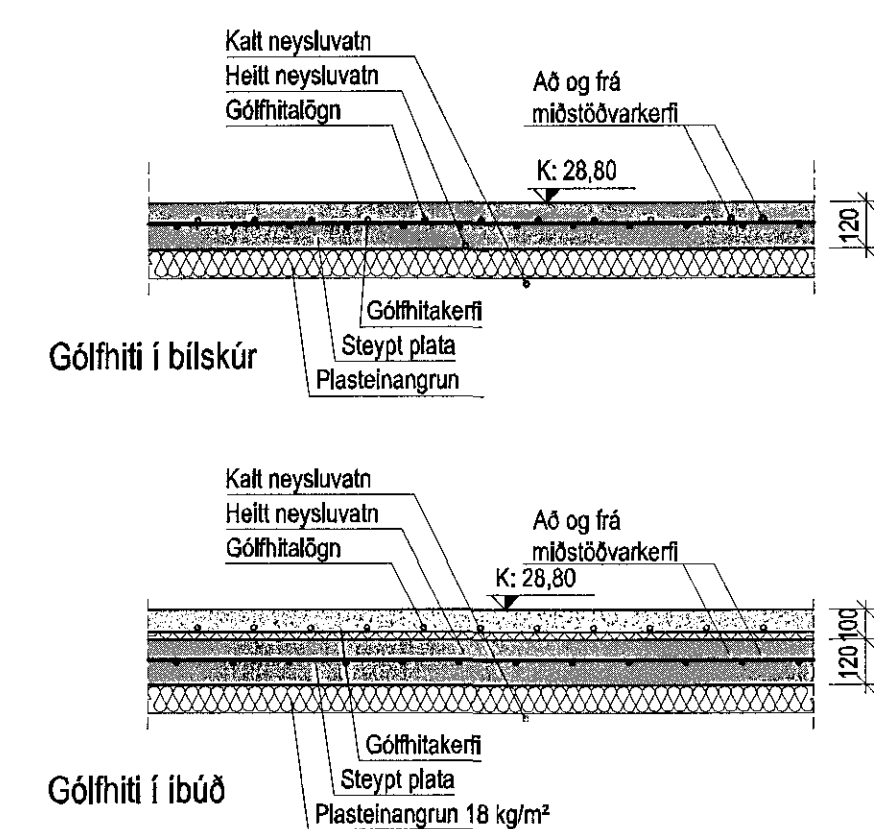 Kalt neysluvatn
Heitt neysluvatn
Gólfhitalögn
Að og frá
miðstöðvarkerfi
K: 28,80
120
Gólfhitakerfi
Steypt plata
Plasteinangrun
Gólfhiti í bílskúr
Kalt neysluvatn
Heitt neysluvatn
Gólfhitalögn
Að og frá
miðstöðvarkerfi
K: 28,80
100
120
Gólfhitakerfi
Steypt plata
Plasteinangrun 18 kg/m²
Gólfhiti í íbúð